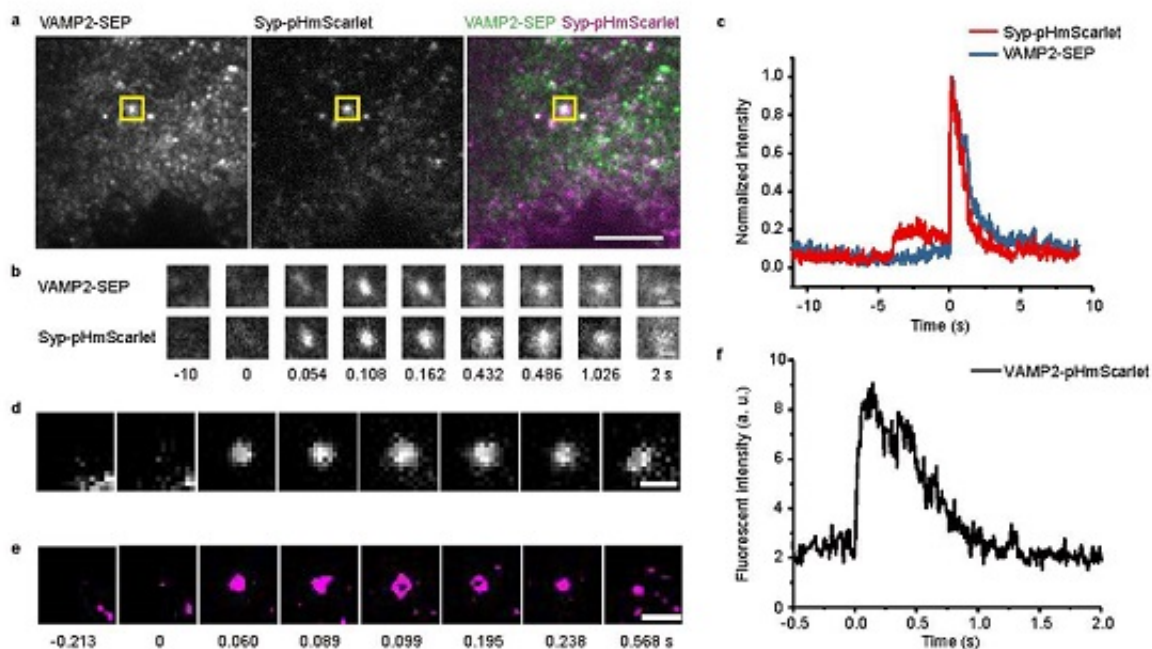 a VAMP2-SEP Syp-pHmScarlet VAMP2-SEP Syp-pHmScarlet
b
VAMP2-SEP
Syp-pHmScarlet
-10 0 0.054 0.108 0.162 0.432 0.486 1.026 2 s
d
e
-0.213 0 0.060 0.089 0.099 0.195 0.238 0.568 s
c
Syp-pHmScarlet
VAMP2-SEP
Normalized intensity
1.0
0.8
0.6
0.4
0.2
0.0
-10 -5 0 5 10
Time (s)
f
VAMP2-pHmScarlet
Fluorescent intensity (a. u.)
10
8
6
4
2
0
-0.5 0.0 0.5 1.0 1.5 2.0
Time (s)